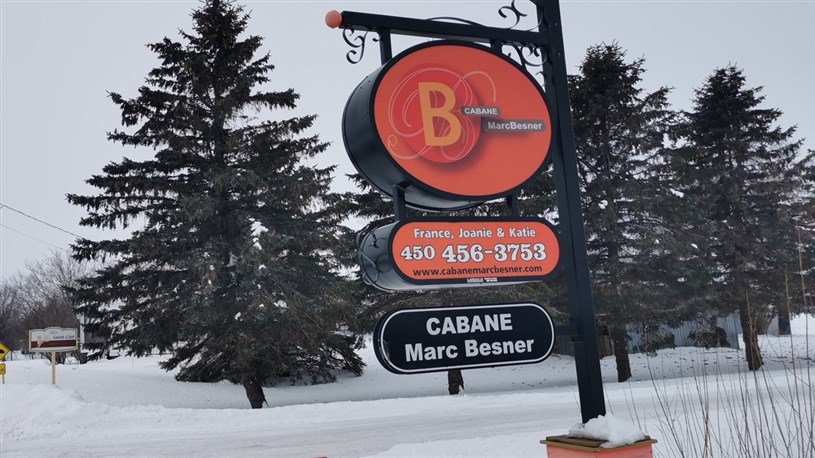 B
CABANE
MarcBesner
France, Joanie & Katie
450 456-3753
www.cabanemarcbesner.com
CABANE
Marc Besner